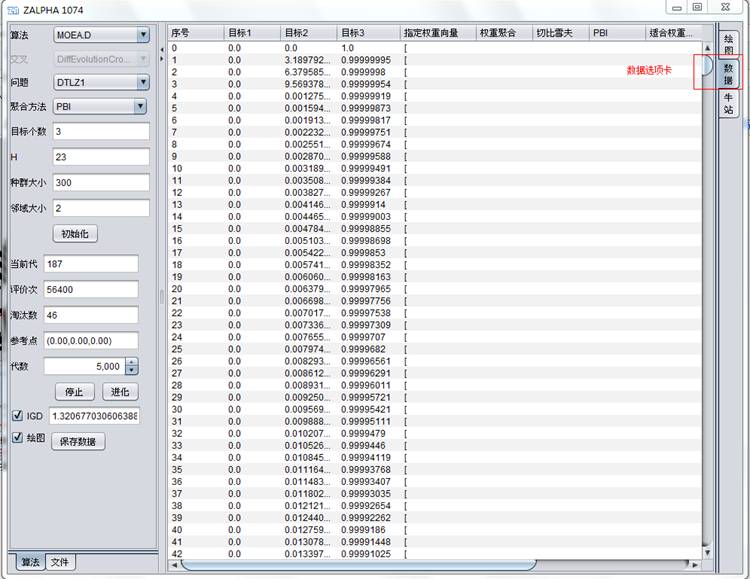 ZALPHA 1074
算法 MOEA.D
交叉 DiffEvolutionCro...
问题 DTLZ1
聚合方法 PBI
目标个数 3
H 23
种群大小 300
邻域大小 2
初始化
当前代 187
评价次 56400
淘汰数 46
参考点 (0.00,0.00,0.00)
代数 5,000
停止 进化
IGD 1.320677030606388
绘图 保存数据
算法 文件
序号 目标1 目标2 目标3 指定权重向量 权重聚合 切比雪夫 PBI 适合权重...
0 0.0 0.0 1.0 [
1 0.0 3.189792... 0.99999995 [
2 0.0 6.379585... 0.9999998 [
3 0.0 9.569378... 0.9999954 [
4 0.0 0.001275... 0.99999919 [
5 0.0 0.001594... 0.99999873 [
6 0.0 0.001913... 0.99999817 [
7 0.0 0.002232... 0.99999751 [
8 0.0 0.002551... 0.99999674 [
9 0.0 0.002870... 0.99999588 [
10 0.0 0.003189... 0.99999491 [
11 0.0 0.003508... 0.99999384 [
12 0.0 0.003827... 0.99999267 [
13 0.0 0.004146... 0.9999914 [
14 0.0 0.004465... 0.99999003 [
15 0.0 0.004784... 0.99998855 [
16 0.0 0.005103... 0.99998698 [
17 0.0 0.005422... 0.9999853 [
18 0.0 0.005741... 0.99998352 [
19 0.0 0.006060... 0.99998163 [
20 0.0 0.006379... 0.99997965 [
21 0.0 0.006698... 0.99997756 [
22 0.0 0.007017... 0.99997538 [
23 0.0 0.007336... 0.99997309 [
24 0.0 0.007655... 0.9999707 [
25 0.0 0.007974... 0.9999682 [
26 0.0 0.008293... 0.99996561 [
27 0.0 0.008612... 0.99996291 [
28 0.0 0.008931... 0.99996011 [
29 0.0 0.009250... 0.99995721 [
30 0.0 0.009569... 0.99995421 [
31 0.0 0.009888... 0.99995111 [
32 0.0 0.010207... 0.9999479 [
33 0.0 0.010526... 0.9999446 [
34 0.0 0.010845... 0.99994119 [
35 0.0 0.011164... 0.99993768 [
36 0.0 0.011483... 0.99993407 [
37 0.0 0.011802... 0.99993035 [
38 0.0 0.012121... 0.99992654 [
39 0.0 0.012440... 0.99992262 [
40 0.0 0.012759... 0.9999186 [
41 0.0 0.013078... 0.99991448 [
42 0.0 0.013397... 0.99991025 [
数据选项卡
绘图
数据
牛站